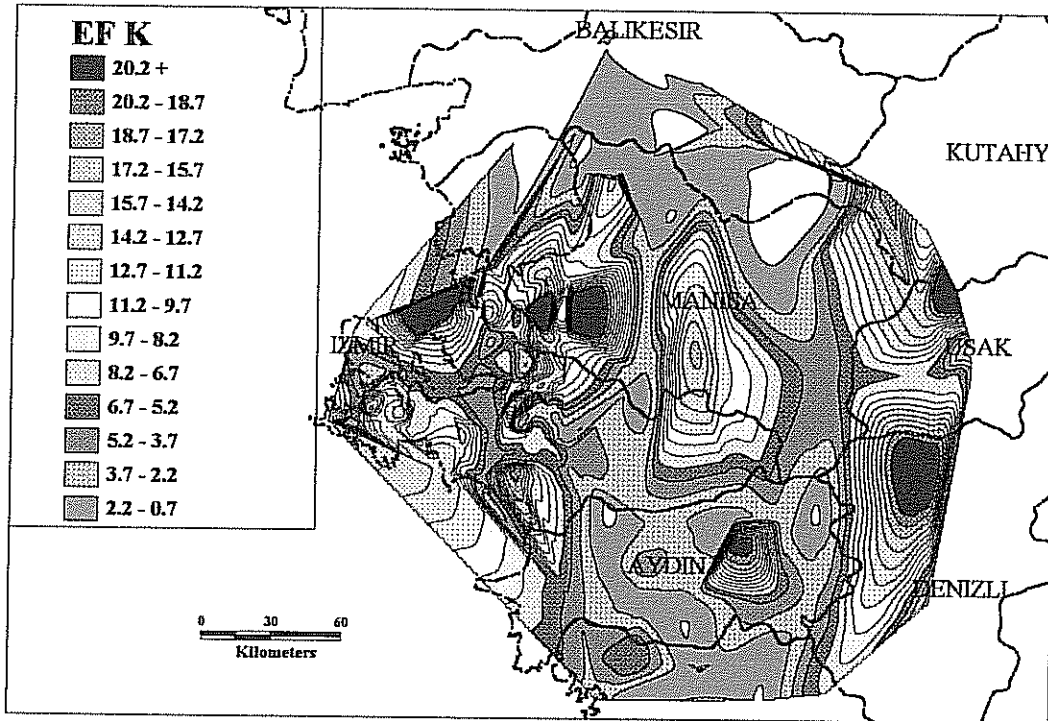 EF K
20.2 +
20.2 - 18.7
18.7 - 17.2
17.2 - 15.7
15.7 - 14.2
14.2 - 12.7
12.7 - 11.2
11.2 - 9.7
9.7 - 8.2
8.2 - 6.7
6.7 - 5.2
5.2 - 3.7
3.7 - 2.2
2.2 - 0.7
BALIKESIR
KUTAHY
MANISA
IZMIR
USAK
AYDIN
DENIZLI
0 30 60
Kilometers